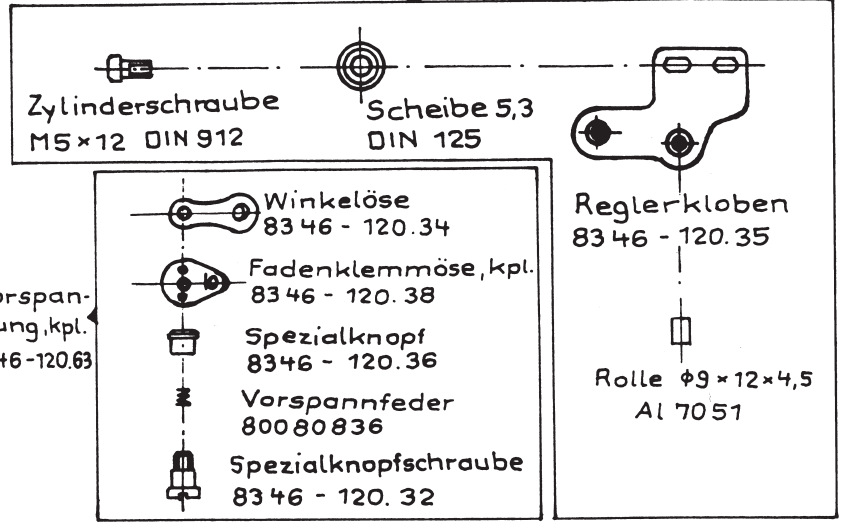 Zylinderschraube
M5×12 DIN 912
Scheibe 5,3
DIN 125
Reglerkloben
8346 - 120.35
Rolle ϕ9×12×4,5
Al 7051
Winkelöse
8346 - 120.34
Fadenklemmöse, kpl.
8346 - 120.38
Spezialknopf
8346 - 120.36
Vorspannfeder
80080836
Spezialknopfschraube
8346 - 120.32
orspan-
ung, kpl.
46-120.63